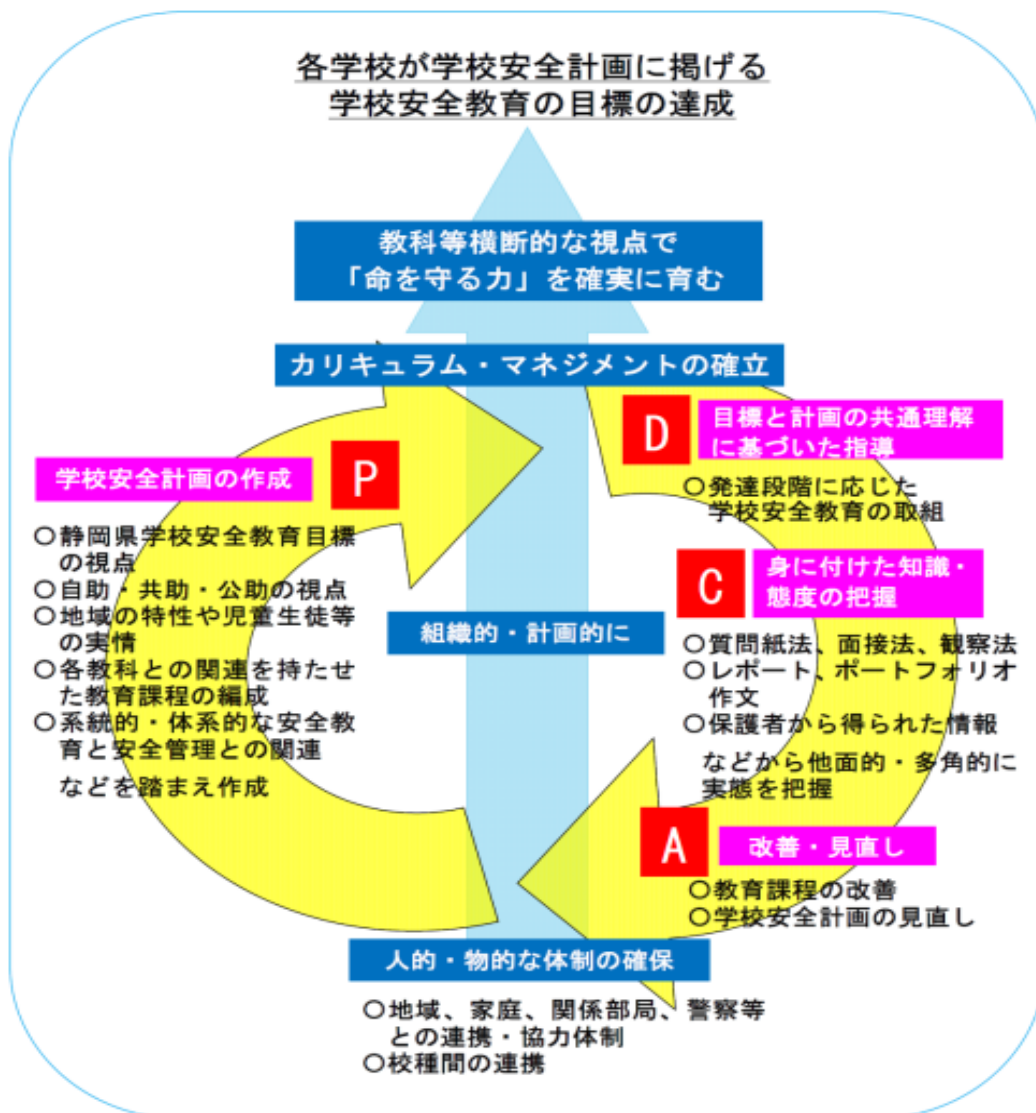 各学校が学校安全計画に掲げる
学校安全教育の目標の達成
教科等横断的な視点で
「命を守る力」を確実に育む
カリキュラム・マネジメントの確立
P
学校安全計画の作成
○静岡県学校安全教育目標
の視点
○自助・共助・公助の視点
○地域の特性や児童生徒等
の実情
○各教科との関連を持たせ
た教育課程の編成
○系統的・体系的な安全教
育と安全管理との関連
などを踏まえ作成
組織的・計画的に
D
目標と計画の共通理解
に基づいた指導
○発達段階に応じた
学校安全教育の取組
C
身に付けた知識・
態度の把握
○質問紙法、面接法、観察法
○レポート、ポートフォリオ
作文
○保護者から得られた情報
などから他面的・多角的に
実態を把握
A
改善・見直し
○教育課程の改善
○学校安全計画の見直し
人的・物的な体制の確保
○地域、家庭、関係部局、警察等
との連携・協力体制
○校種間の連携